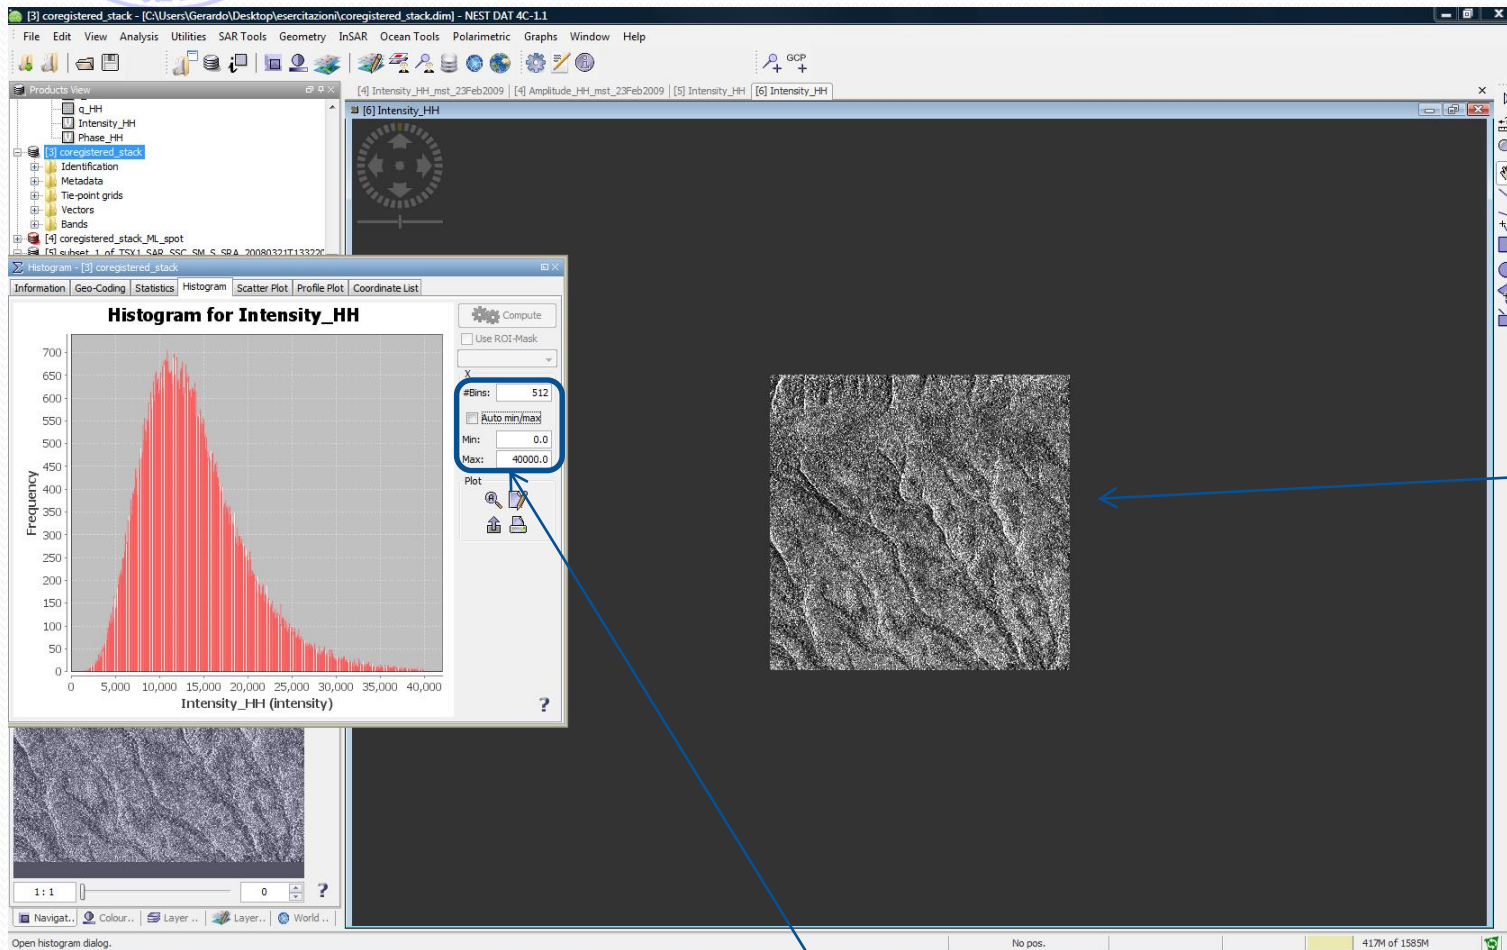 [3] coregistered_stack - [C:\Users\Gerardo\Desktop\esercitazioni\coregistered_stack.dim] - NEST DAT 4C-1.1
File Edit View Analysis Utilities SAR Tools Geometry InSAR Ocean Tools Polarimetric Graphs Window Help
GCP
Products View
[4] Intensity_HH_mst_23Feb2009 [4] Amplitude_HH_mst_23Feb2009 [5] Intensity_HH [6] Intensity_HH
[6] Intensity_HH
q_HH
Intensity_HH
Phase_HH
[3] coregistered_stack
Identification
Metadata
Tie-point grids
Vectors
Bands
[4] coregistered_stack_ML_spot
[5] subset_1_of_TSX1_SAR_SSC_SM_S_SRA_20080321T13322
Histogram - [3] coregistered_stack
Information Geo-Coding Statistics Histogram Scatter Plot Profile Plot Coordinate List
Histogram for Intensity_HH
Compute
Use ROI-Mask
X
#Bins: 512
Auto min/max
Min: 0.0
Max: 40000.0
Plot
Frequency
700
650
600
550
500
450
400
350
300
250
200
150
100
50
0
0 5,000 10,000 15,000 20,000 25,000 30,000 35,000 40,000
Intensity_HH (intensity)
?
1:1 0 ?
Navigat.. Colour.. Layer .. Layer.. World ..
Open histogram dialog. No pos. 417M of 1585M